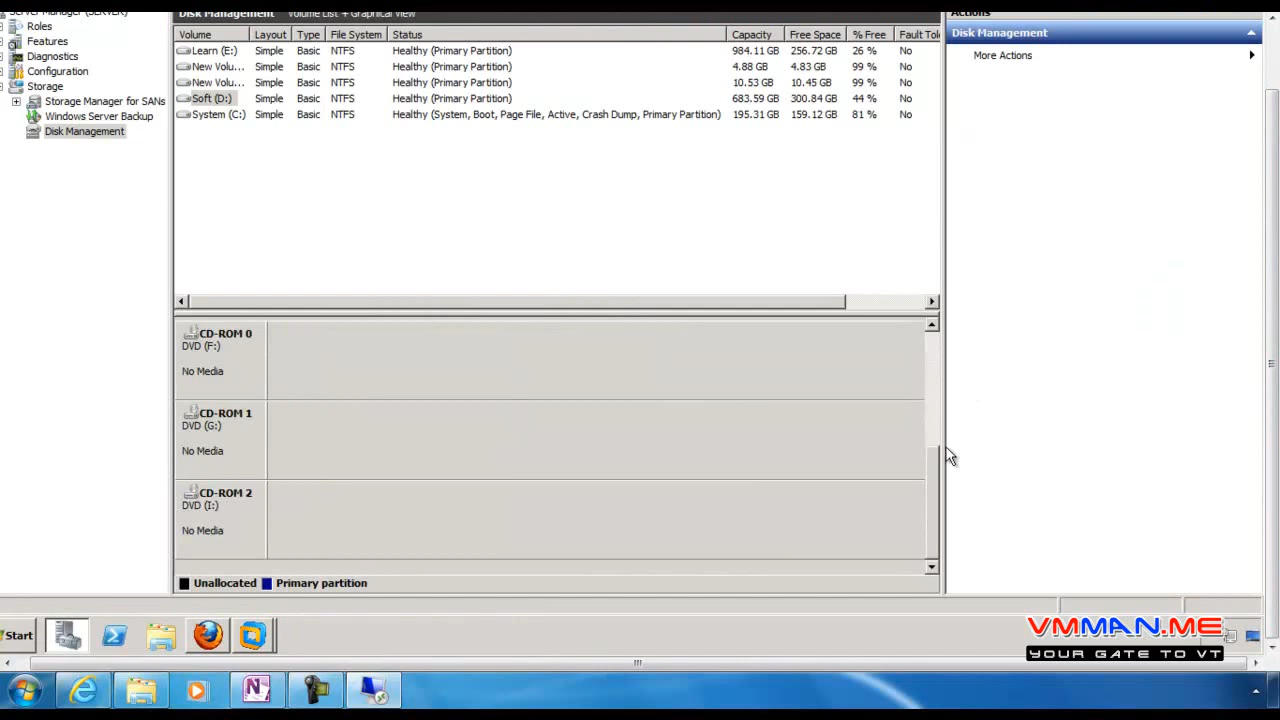 Server Manager (SERVER)
Disk Management Volume List + Graphical View
Actions
Roles
Features
Diagnostics
Configuration
Storage
Storage Manager for SANs
Windows Server Backup
Disk Management
Volume Layout Type File System Status Capacity Free Space % Free Fault Tol
Learn (E:) Simple Basic NTFS Healthy (Primary Partition) 984.11 GB 256.72 GB 26 % No
New Volu... Simple Basic NTFS Healthy (Primary Partition) 4.88 GB 4.83 GB 99 % No
New Volu... Simple Basic NTFS Healthy (Primary Partition) 10.53 GB 10.45 GB 99 % No
Soft (D:) Simple Basic NTFS Healthy (Primary Partition) 683.59 GB 300.84 GB 44 % No
System (C:) Simple Basic NTFS Healthy (System, Boot, Page File, Active, Crash Dump, Primary Partition) 195.31 GB 159.12 GB 81 % No
Disk Management
More Actions
CD-ROM 0
DVD (F:)
No Media
CD-ROM 1
DVD (G:)
No Media
CD-ROM 2
DVD (I:)
No Media
Unallocated Primary partition
Start
VMMAN.ME
YOUR GATE TO VT